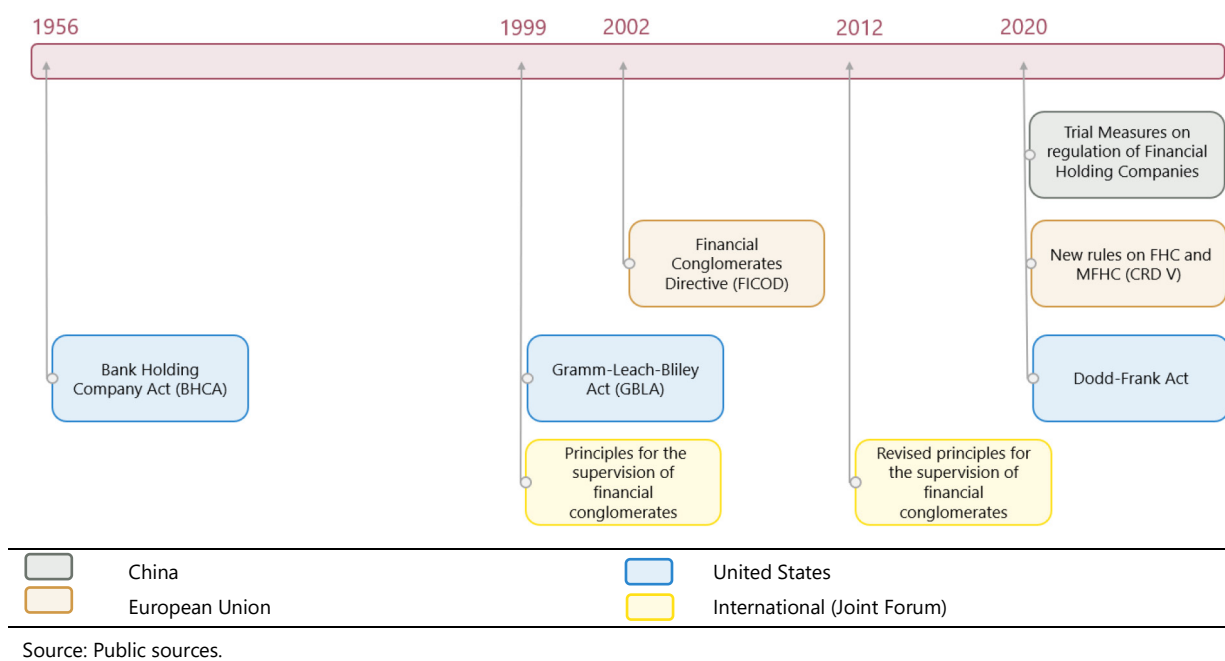 1956
1999
2002
2012
2020
Trial Measures on
regulation of Financial
Holding Companies
Financial
Conglomerates
Directive (FICOD)
New rules on FHC and
MFHC (CRD V)
Bank Holding
Company Act (BHCA)
Gramm-Leach-Bliley
Act (GBLA)
Dodd-Frank Act
Principles for the
supervision of
financial
conglomerates
Revised principles for
the supervision of
financial
conglomerates
China
United States
European Union
International (Joint Forum)
Source: Public sources.